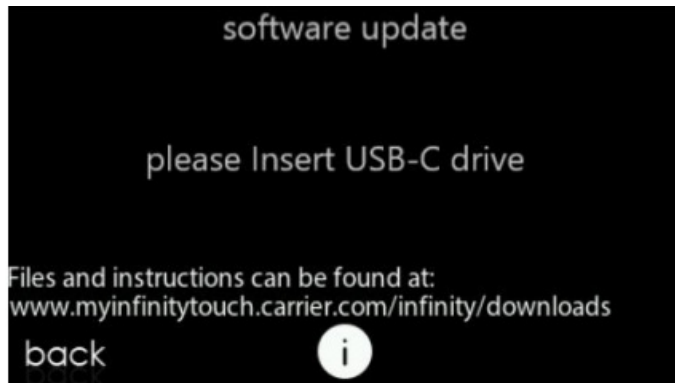 software update
please Insert USB-C drive
Files and instructions can be found at:
www.myinfinitytouch.carrier.com/infinity/downloads
back
i